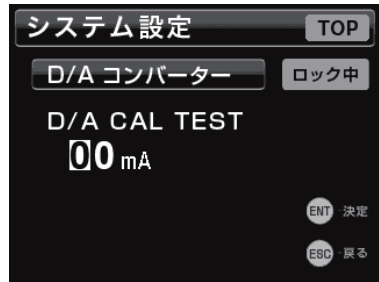 システム設定 TOP
D/A コンバーター ロック中
D/A CAL TEST
00 mA
ENT -決定
ESC -戻る